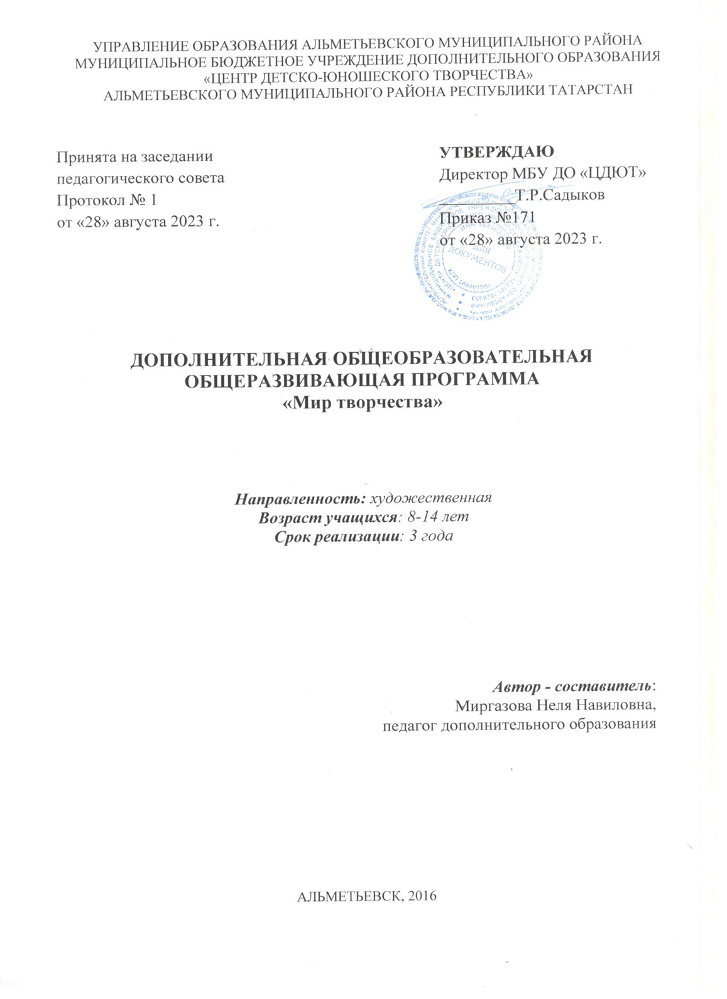 УПРАВЛЕНИЕ ОБРАЗОВАНИЯ АЛЬМЕТЬЕВСКОГО МУНИЦИПАЛЬНОГО РАЙОНА
МУНИЦИПАЛЬНОЕ БЮДЖЕТНОЕ УЧРЕЖДЕНИЕ ДОПОЛНИТЕЛЬНОГО ОБРАЗОВАНИЯ
«ЦЕНТР ДЕТСКО-ЮНОШЕСКОГО ТВОРЧЕСТВА»
АЛЬМЕТЬЕВСКОГО МУНИЦИПАЛЬНОГО РАЙОНА РЕСПУБЛИКИ ТАТАРСТАН
Принята на заседании
педагогического совета
Протокол № 1
от «28» августа 2023 г.
УТВЕРЖДАЮ
Директор МБУ ДО «ЦДЮТ»
_________Т.Р.Садыков
Приказ №171
от «28» августа 2023 г.
ДЛЯ
ДОКУМЕНТОВ
КПП 164401001
ДОПОЛНИТЕЛЬНАЯ ОБЩЕОБРАЗОВАТЕЛЬНАЯ
ОБЩЕРАЗВИВАЮЩАЯ ПРОГРАММА
«Мир творчества»
Направленность: художественная
Возраст учащихся: 8-14 лет
Срок реализации: 3 года
Автор - составитель:
Миргазова Неля Навиловна,
педагог дополнительного образования
АЛЬМЕТЬЕВСК, 2016